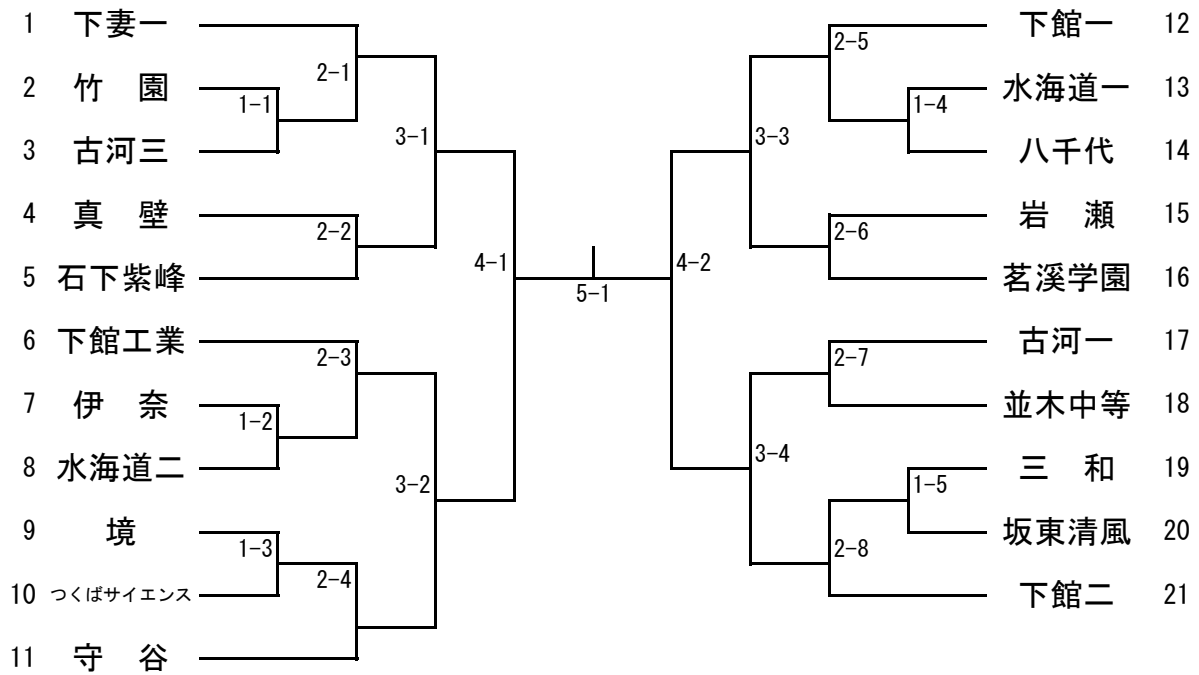 1 下妻一
2 竹　園
3 古河三
4 真　壁
5 石下紫峰
6 下館工業
7 伊　奈
8 水海道二
9 境
10 つくばサイエンス
11 守　谷
1-1
1-2
1-3
2-1
2-2
2-3
2-4
3-1
3-2
4-1
5-1
4-2
3-3
3-4
2-5
2-6
2-7
2-8
1-4
1-5
下館一 12
水海道一 13
八千代 14
岩　瀬 15
茗溪学園 16
古河一 17
並木中等 18
三　和 19
坂東清風 20
下館二 21